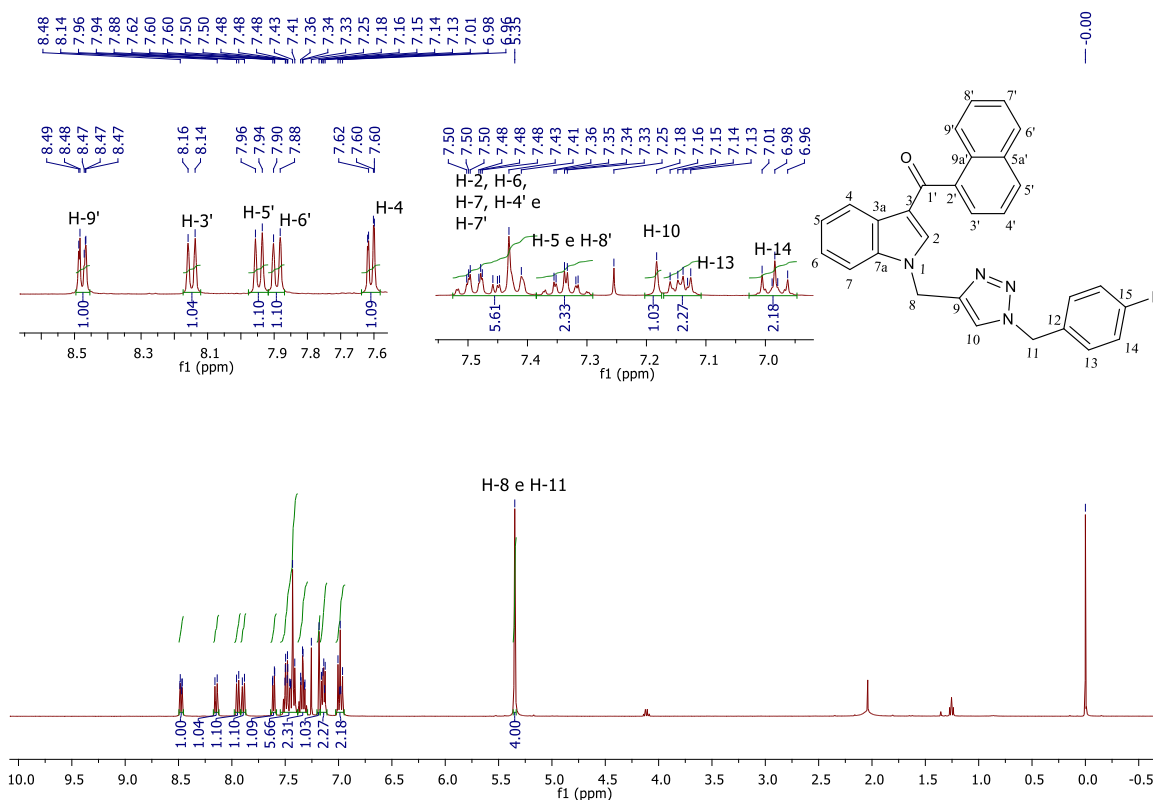 8.48 8.14 7.96 7.94 7.88 7.62 7.60 7.60 7.50 7.50 7.48 7.48 7.48 7.43 7.41 7.36 7.34 7.33 7.25 7.18 7.16 7.15 7.14 7.13 7.01 6.98 6.96 5.35
0.00
8.49 8.48 8.47 8.47 8.47 8.16 8.14 7.96 7.94 7.90 7.88 7.62 7.60 7.60
H-9' H-3' H-5' H-6' H-4
1.00 1.04 1.10 1.10 1.09
8.5 8.3 8.1 7.9 7.8 7.7 7.6
f1 (ppm)
7.50 7.50 7.50 7.48 7.48 7.48 7.43 7.41 7.36 7.35 7.34 7.33 7.25 7.18 7.16 7.15 7.14 7.13 7.01 6.98 6.96
H-2, H-6,
H-7, H-4' e
H-7'
H-5 e H-8'
H-10
H-13
H-14
5.61 2.33 1.03 2.27 2.18
7.5 7.4 7.3 7.2 7.1 7.0
f1 (ppm)
8' 7'
9' 6'
9a' 5a'
O
1' 2' 5'
3' 4'
4 3a 3
5 2
6 7a 1
7 N
8 9 N N
10 N
11 12 15
13 14
H-8 e H-11
1.00 1.04 1.10 1.10 1.09 5.66 2.31 1.03 2.27 2.18 4.00
10.0 9.5 9.0 8.5 8.0 7.5 7.0 6.5 6.0 5.5 5.0 4.5 4.0 3.5 3.0 2.5 2.0 1.5 1.0 0.5 0.0
f1 (ppm)